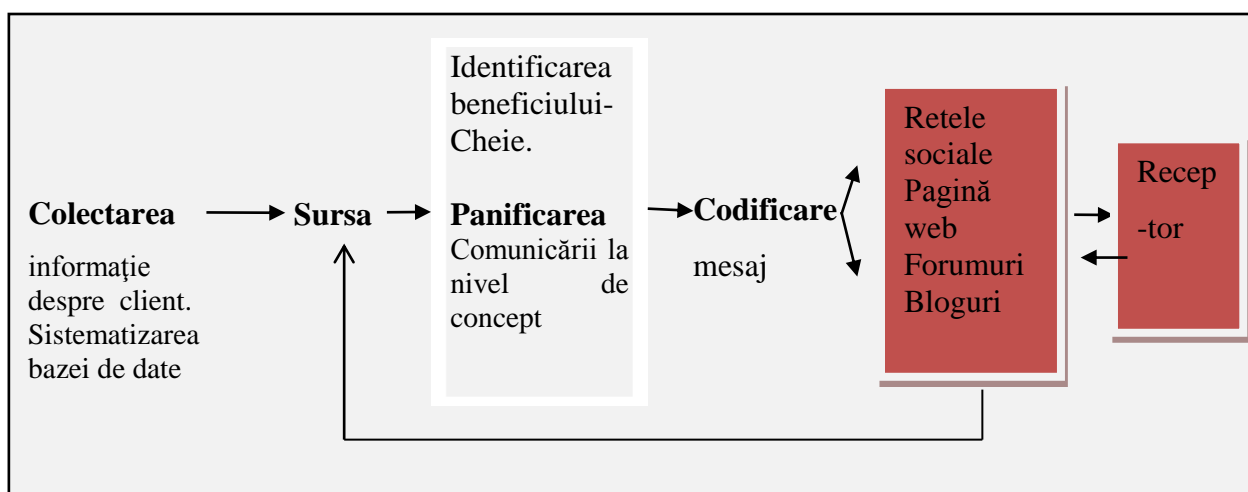 Colectarea
informaţie
despre client.
Sistematizarea
bazei de date
Sursa
Identificarea
beneficiului-
Cheie.
Panificarea
Comunicării la
nivel de
concept
Codificare
mesaj
Retele
sociale
Pagină
web
Forumuri
Bloguri
Recep
-tor